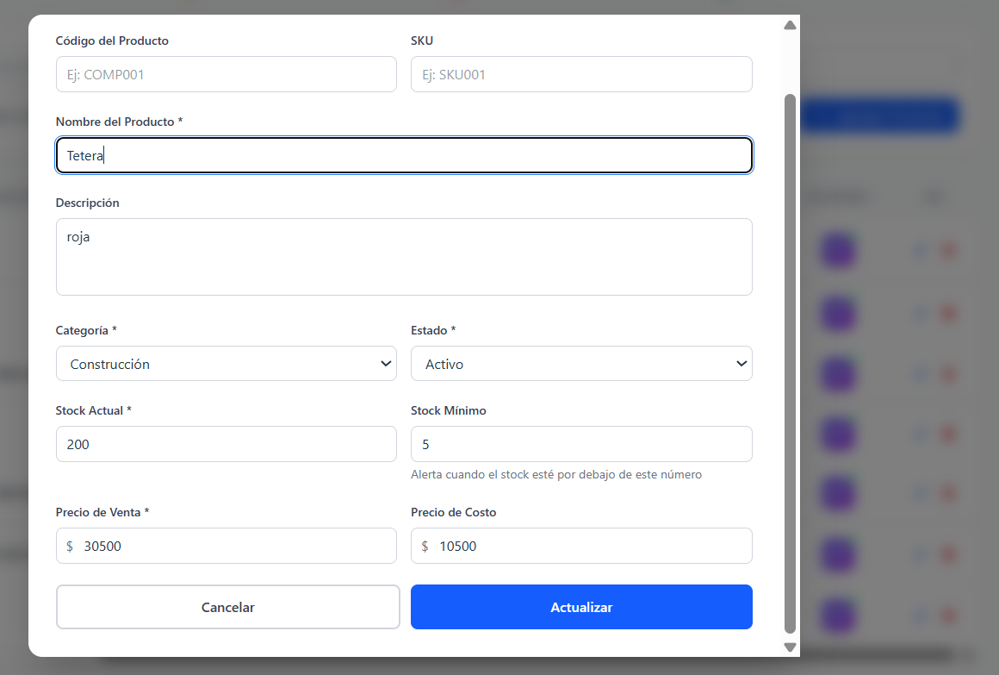 Código del Producto
SKU
Ej: COMP001
Ej: SKU001
Nombre del Producto *
Tetera
Descripción
roja
Categoría *
Estado *
Construcción
Activo
Stock Actual *
Stock Mínimo
200
5
Alerta cuando el stock esté por debajo de este número
Precio de Venta *
Precio de Costo
$ 30500
$ 10500
Cancelar
Actualizar